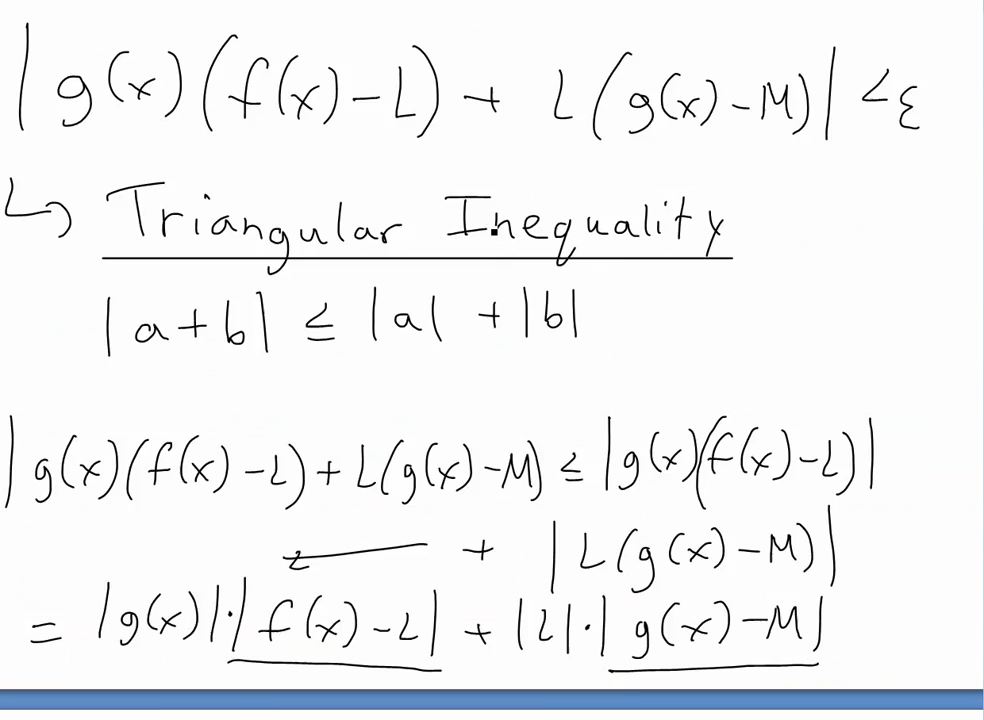 |g(x)(f(x)-L) + L(g(x)-M)| < ε
↳ Triangular Inequality
|a+b| ≤ |a| + |b|
|g(x)(f(x)-L)+L(g(x)-M) ≤ |g(x)(f(x)-L)|
+ |L(g(x)-M)|
= |g(x)|·|f(x)-L| + |L|·|g(x)-M|